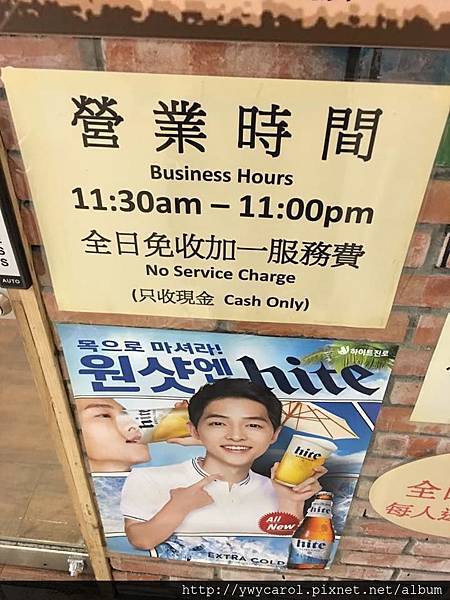 營業時間
Business Hours
11:30am – 11:00pm
全日免收加一服務費
No Service Charge
(只收現金 Cash Only)
AUTO
하이트진로
목으로 마셔라!
원샷엔 hite
hite
All New
hite
EXTRA COLD
全日
每人
http://ywycarol.pixnet.net/album